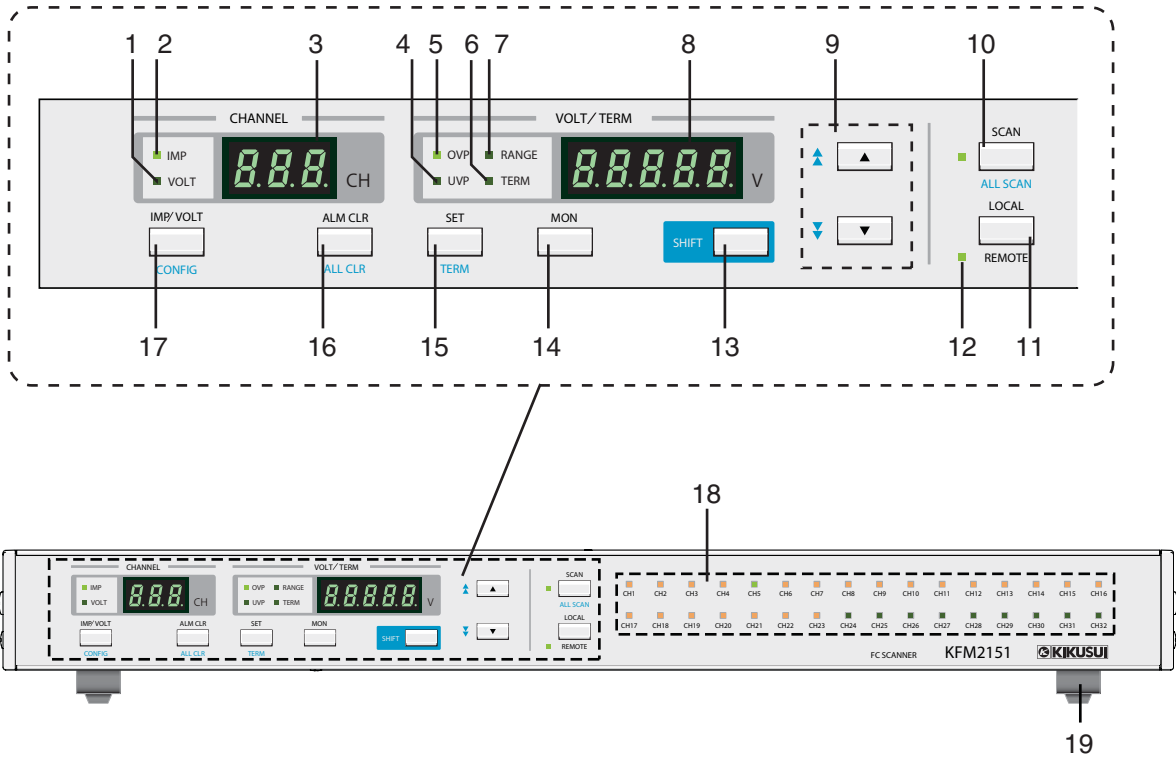 1 2 3 4 5 6 7 8 9 10
CHANNEL VOLT/ TERM SCAN
IMP 8.8.8. CH OVP RANGE 8.8.8.8.8. V ▲
VOLT UVP TERM ALL SCAN
IMP/ VOLT ALM CLR SET MON SHIFT ▼ LOCAL
CONFIG ALL CLR TERM REMOTE
17 16 15 14 13 12 11
18
CHANNEL VOLT/ TERM SCAN
IMP 8.8.8. CH OVP RANGE 8.8.8.8.8. V ▲
VOLT UVP TERM ALL SCAN
IMP/ VOLT ALM CLR SET MON SHIFT ▼ LOCAL
CONFIG ALL CLR TERM REMOTE
CH1 CH2 CH3 CH4 CH5 CH6 CH7 CH8 CH9 CH10 CH11 CH12 CH13 CH14 CH15 CH16
CH17 CH18 CH19 CH20 CH21 CH22 CH23 CH24 CH25 CH26 CH27 CH28 CH29 CH30 CH31 CH32
FC SCANNER KFM2151 KIKUSUI
19